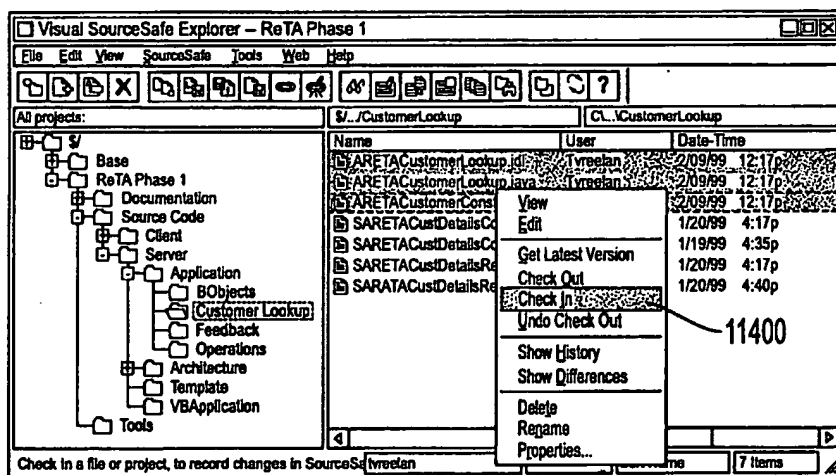 Visual SourceSafe Explorer – ReTA Phase 1
File Edit View SourceSafe Tools Web Help
All projects:
$/.../CustomerLookup
C\...\CustomerLookup
$/
Base
ReTA Phase 1
Documentation
Source Code
Client
Server
Application
BObjects
Customer Lookup
Feedback
Operations
Architecture
Template
VBApplication
Tools
Name User Date-Time
ARETACustomerLookup.idl Tvreelan 2/09/99 12:17p
ARETACustomerLookup.java Tvreelan 2/09/99 12:17p
ARETACustomerConst 2/09/99 12:17p
SARETACustDetailsCo 1/20/99 4:17p
SARETACustDetailsCo 1/19/99 4:35p
SARETACustDetailsRe 1/20/99 4:17p
SARATACustDetailsRe 1/20/99 4:40p
View
Edit
Get Latest Version
Check Out
Check In
Undo Check Out
Show History
Show Differences
Delete
Rename
Properties...
11400
Check in a file or project, to record changes in SourceSa tvreelan 7 Items